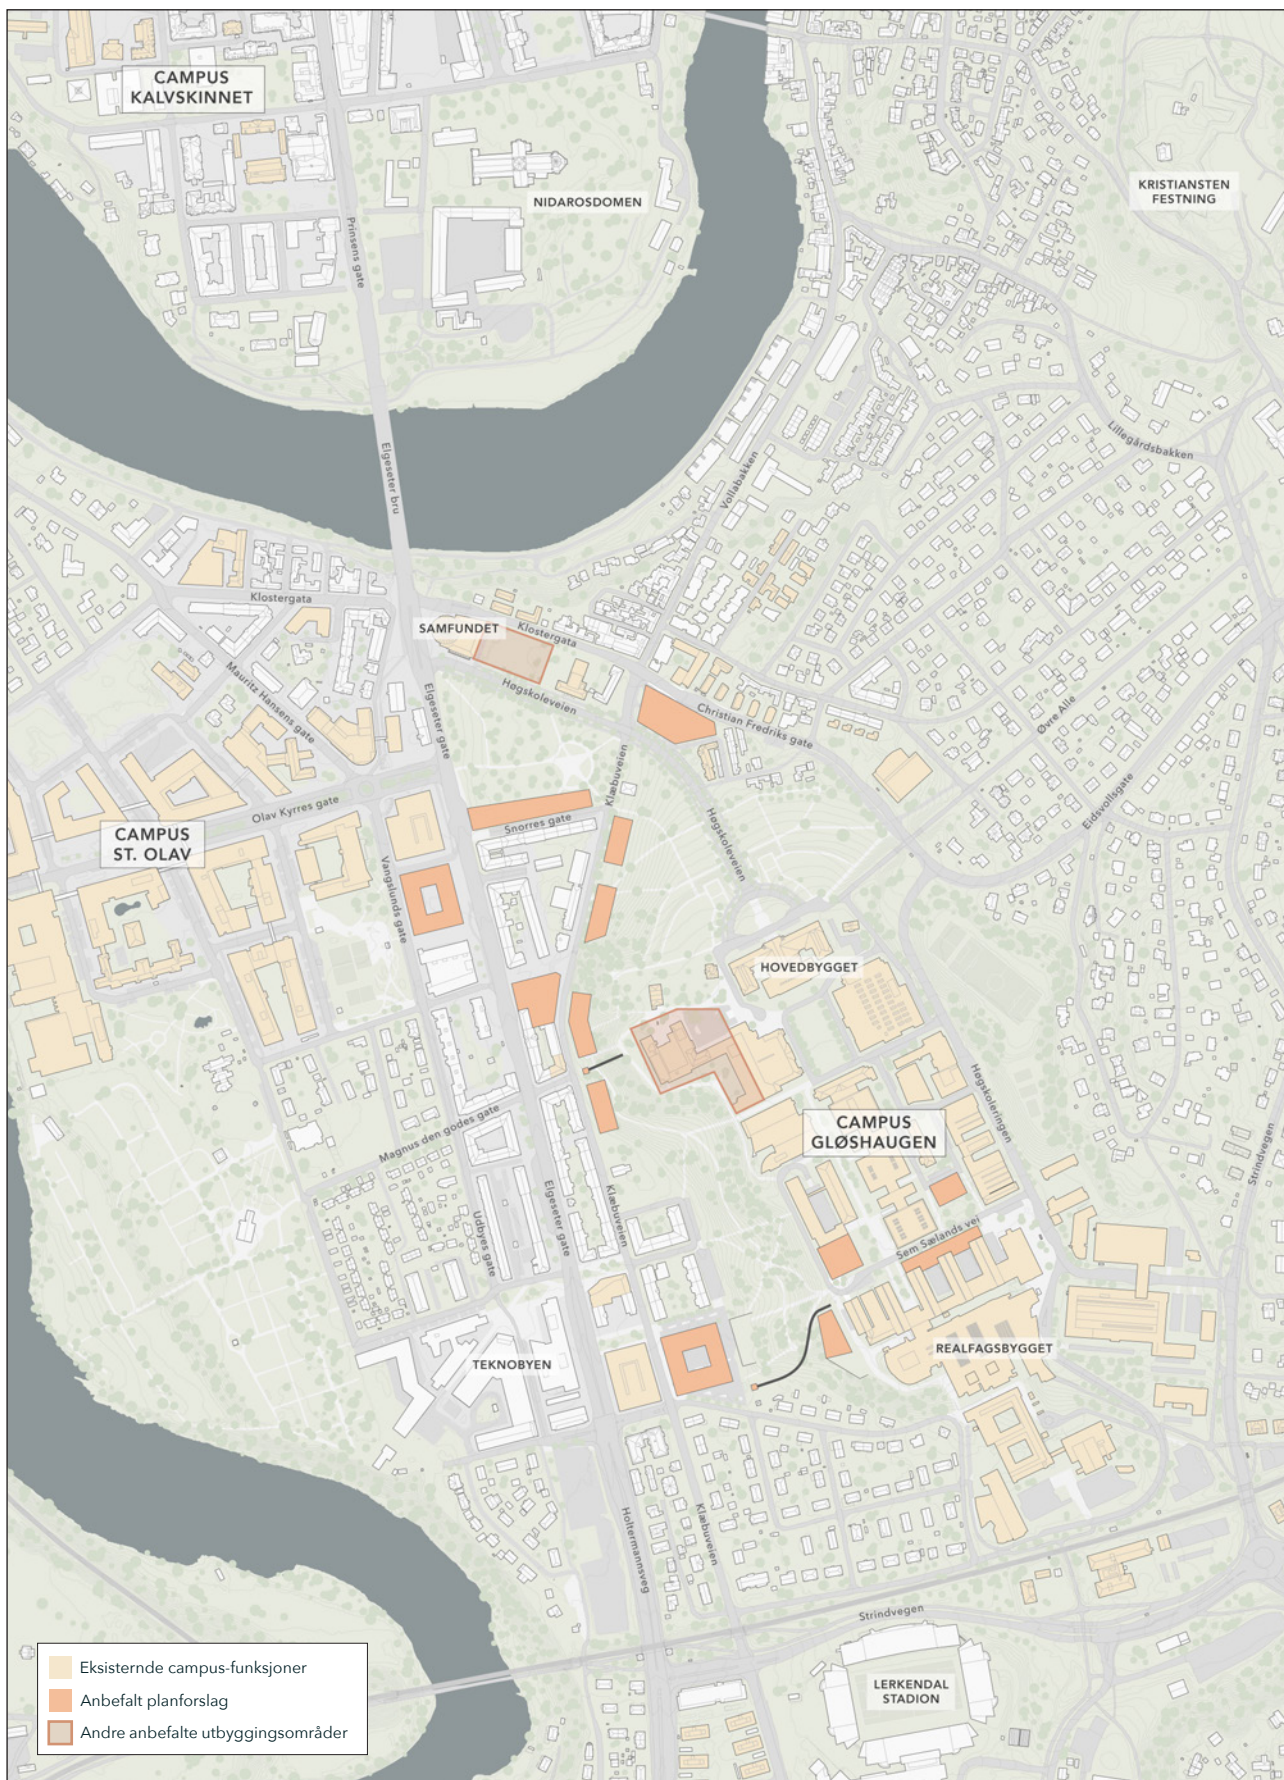 CAMPUS
KALVSKINNET
NIDAROSDOMEN
KRISTIANSTEN
FESTNING
Prinsens gate
Elgeseter bru
Lillegårdsbakken
Vollabakken
Klostergata
SAMFUNDET
Klostergata
Mauritz Hansens gate
Elgeseter gate
Høgskoleveien
Christian Fredriks gate
Øvre Alle
Klæbuveien
Eidsvollsgate
Olav Kyrres gate
Snorres gate
Høgskoleveien
CAMPUS
ST. OLAV
Vangslunds gate
HOVEDBYGGET
Høgskoleringen
CAMPUS
GLØSHAUGEN
Magnus den godes gate
Strindvegen
Udbyes gate
Elgeseter gate
Klæbuveien
Sem Sælands vei
TEKNOBYEN
REALFAGSBYGGET
Holtermannsveg
Klæbuveien
Strindvegen
LERKENDAL
STADION
Eksisternde campus-funksjoner
Anbefalt planforslag
Andre anbefalte utbyggingsområder